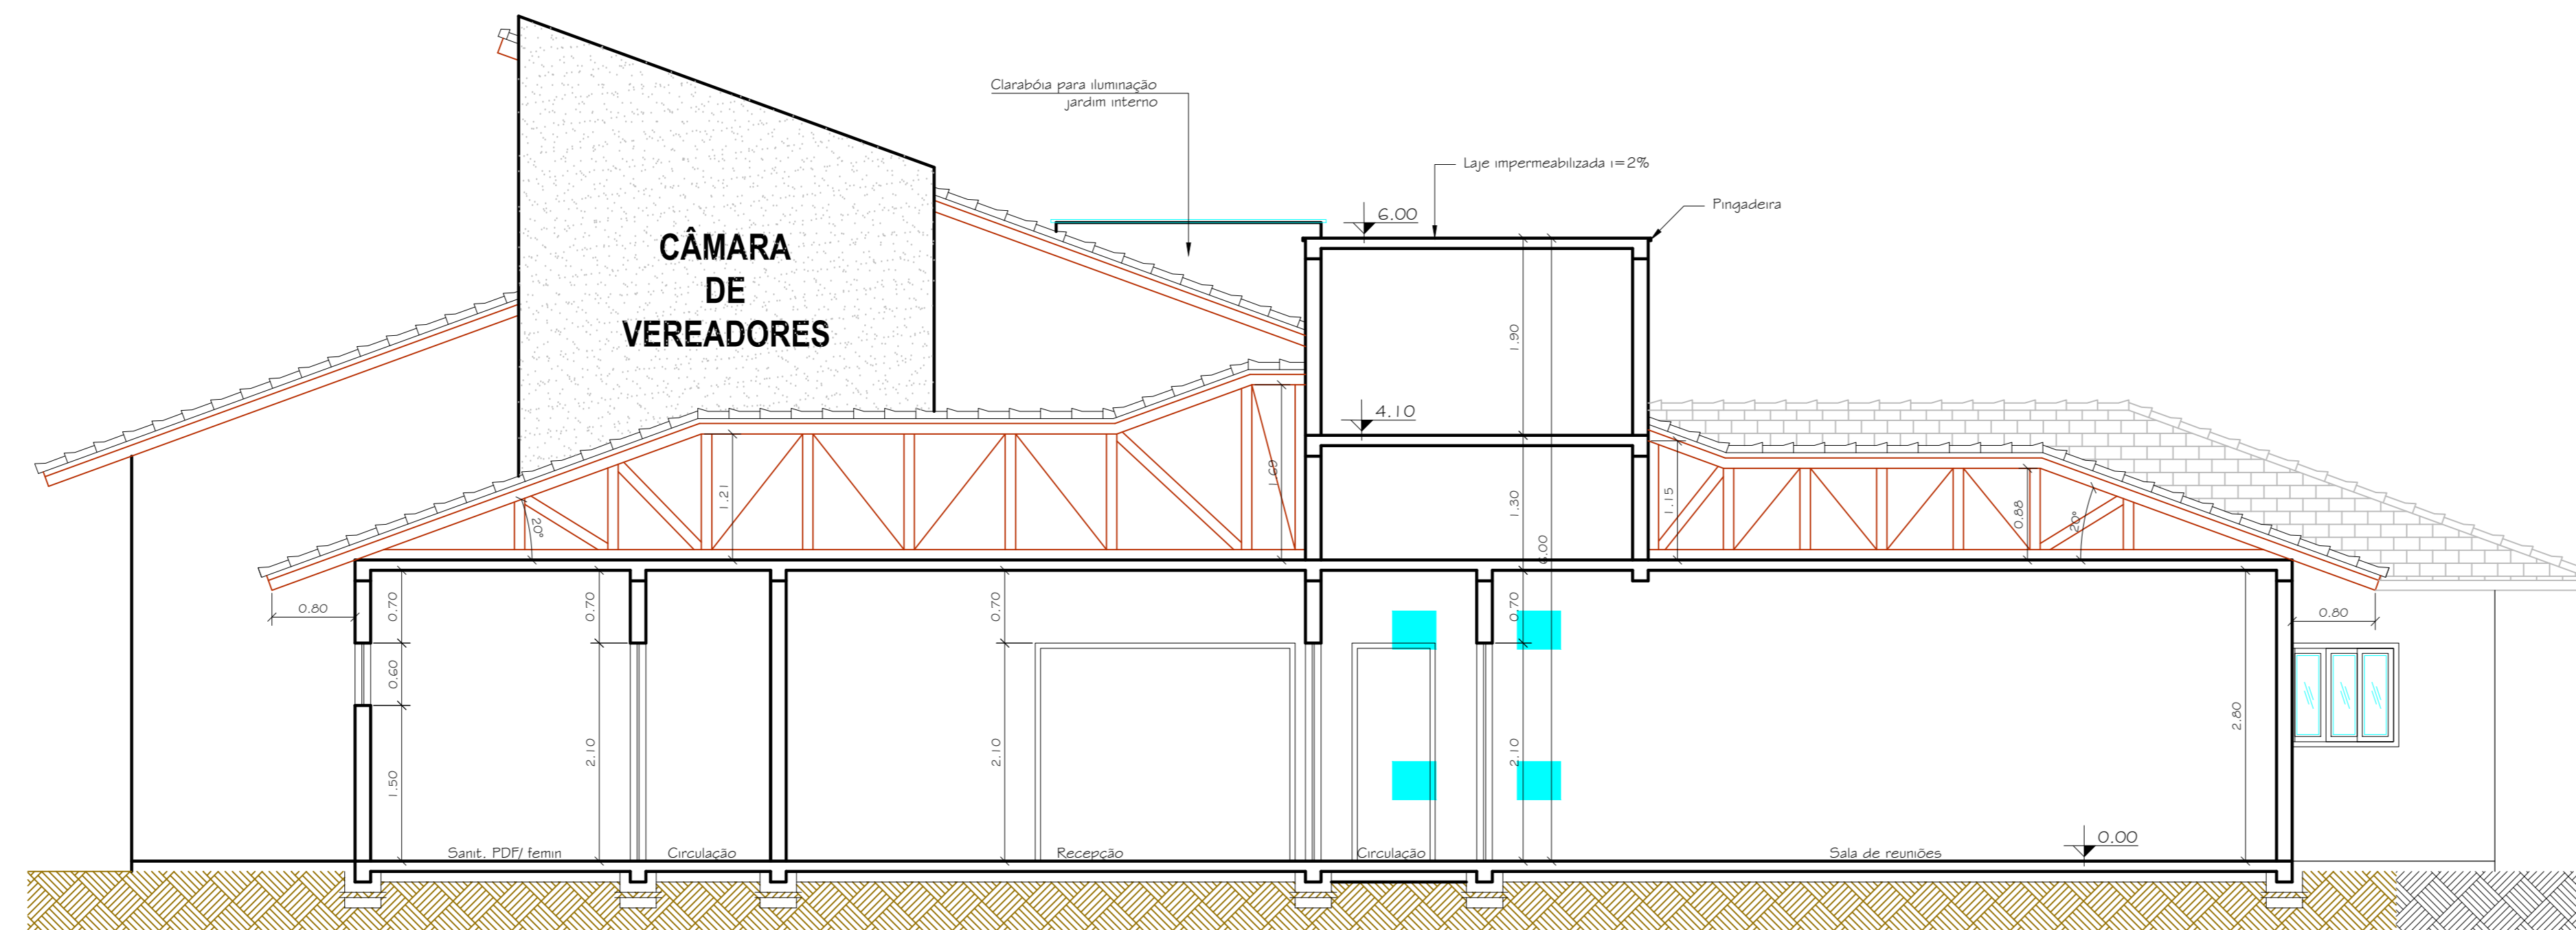 Clarabóia para iluminação
jardim interno
Laje impermeabilizada i=2%
Pingadeira
6.00
CÂMARA
DE
VEREADORES
1.90
4.10
1.69
1.21
1.30
1.15
0.88
20°
20°
6.00
0.80
0.70
0.70
0.70
0.70
0.80
0.60
2.80
1.50
2.10
2.10
2.10
0.00
Sanit. PDF/ femin
Circulação
Recepção
Circulação
Sala de reuniões